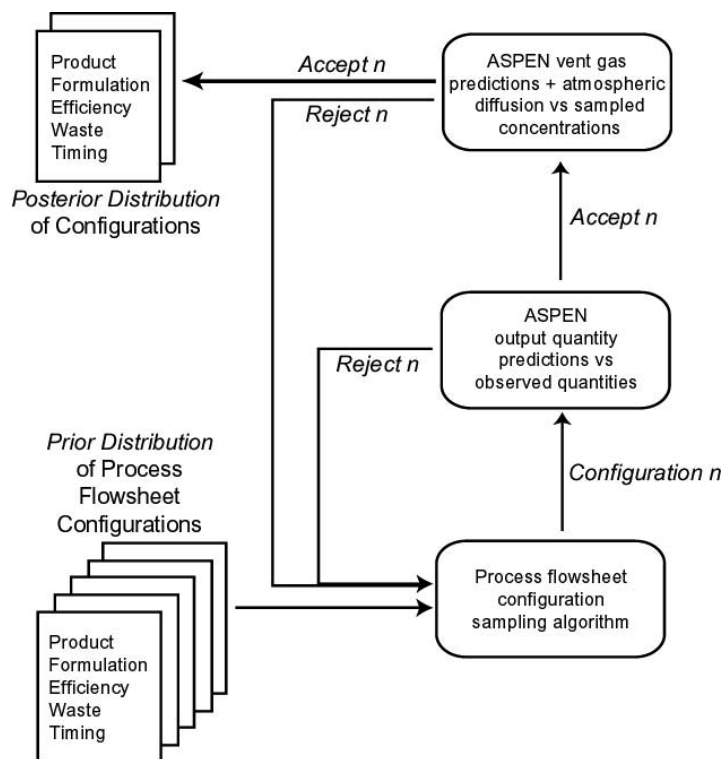 Product
Formulation
Efficiency
Waste
Timing
Posterior Distribution
of Configurations
Accept n
Reject n
ASPEN vent gas
predictions + atmospheric
diffusion vs sampled
concentrations
Accept n
ASPEN
output quantity
predictions vs
observed quantities
Reject n
Prior Distribution
of Process
Flowsheet
Configurations
Configuration n
Process flowsheet
configuration
sampling algorithm
Product
Formulation
Efficiency
Waste
Timing